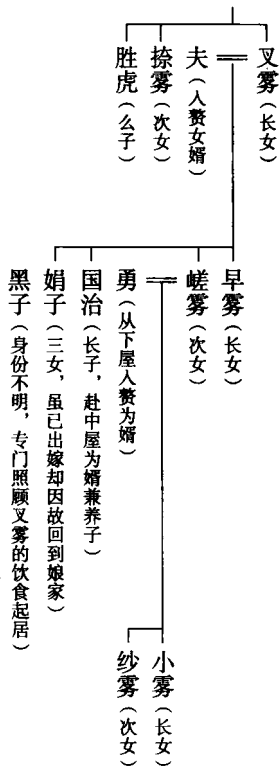 叉雾(长女)
夫(入赘女婿)
捺雾(次女)
胜虎(么子)
早雾(长女)
嵯雾(次女)
勇(从下屋入赘为婿)
国治(长子，赴中屋为婿兼养子)
娟子(三女，虽已出嫁却因故回到娘家)
黑子(身份不明，专门照顾叉雾的饮食起居)
小雾(长女)
纱雾(次女)